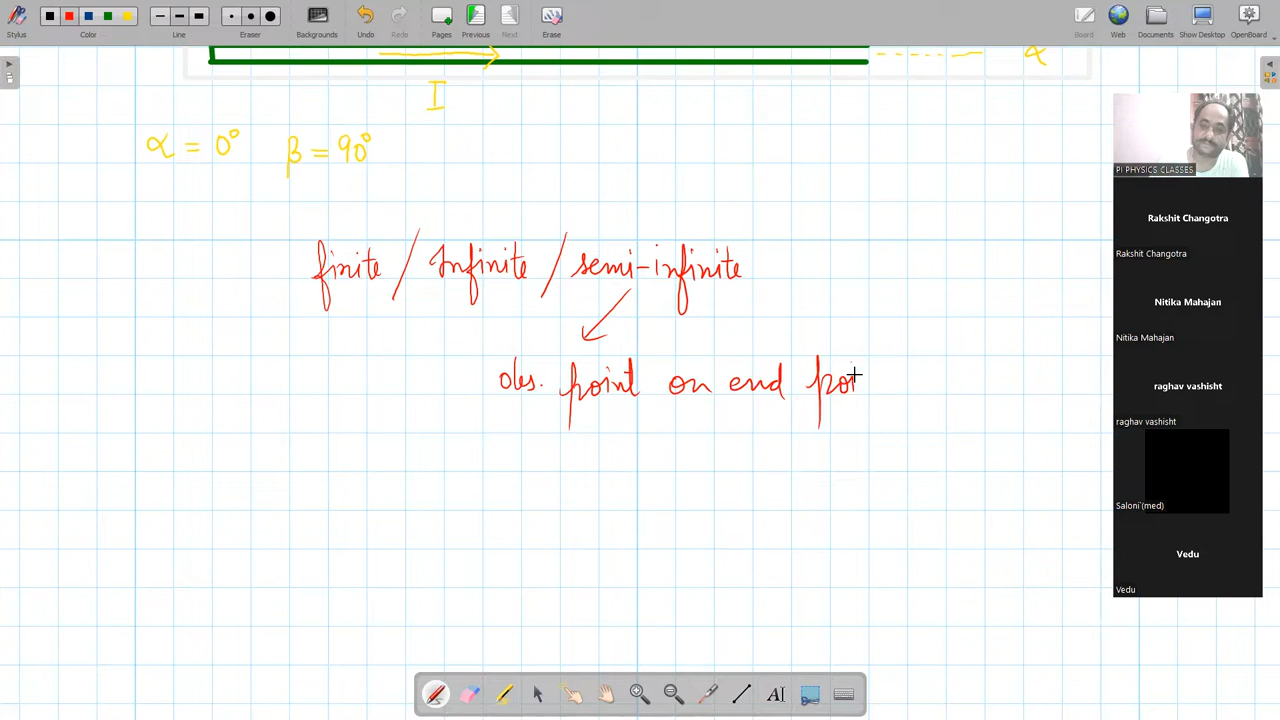 Stylus
Color
Line
Eraser
Backgrounds
Undo
Redo
Pages
Previous
Next
Erase
Board
Web
Documents
Show Desktop
OpenBoard
I
α = 0° β = 90°
finite / Infinite / semi-infinite
obs. point on end poi
PI PHYSICS CLASSES
Rakshit Changotra
Rakshit Changotra
Nitika Mahajan
Nitika Mahajan
raghav vashisht
raghav vashisht
Saloni (med)
Vedu
Vedu